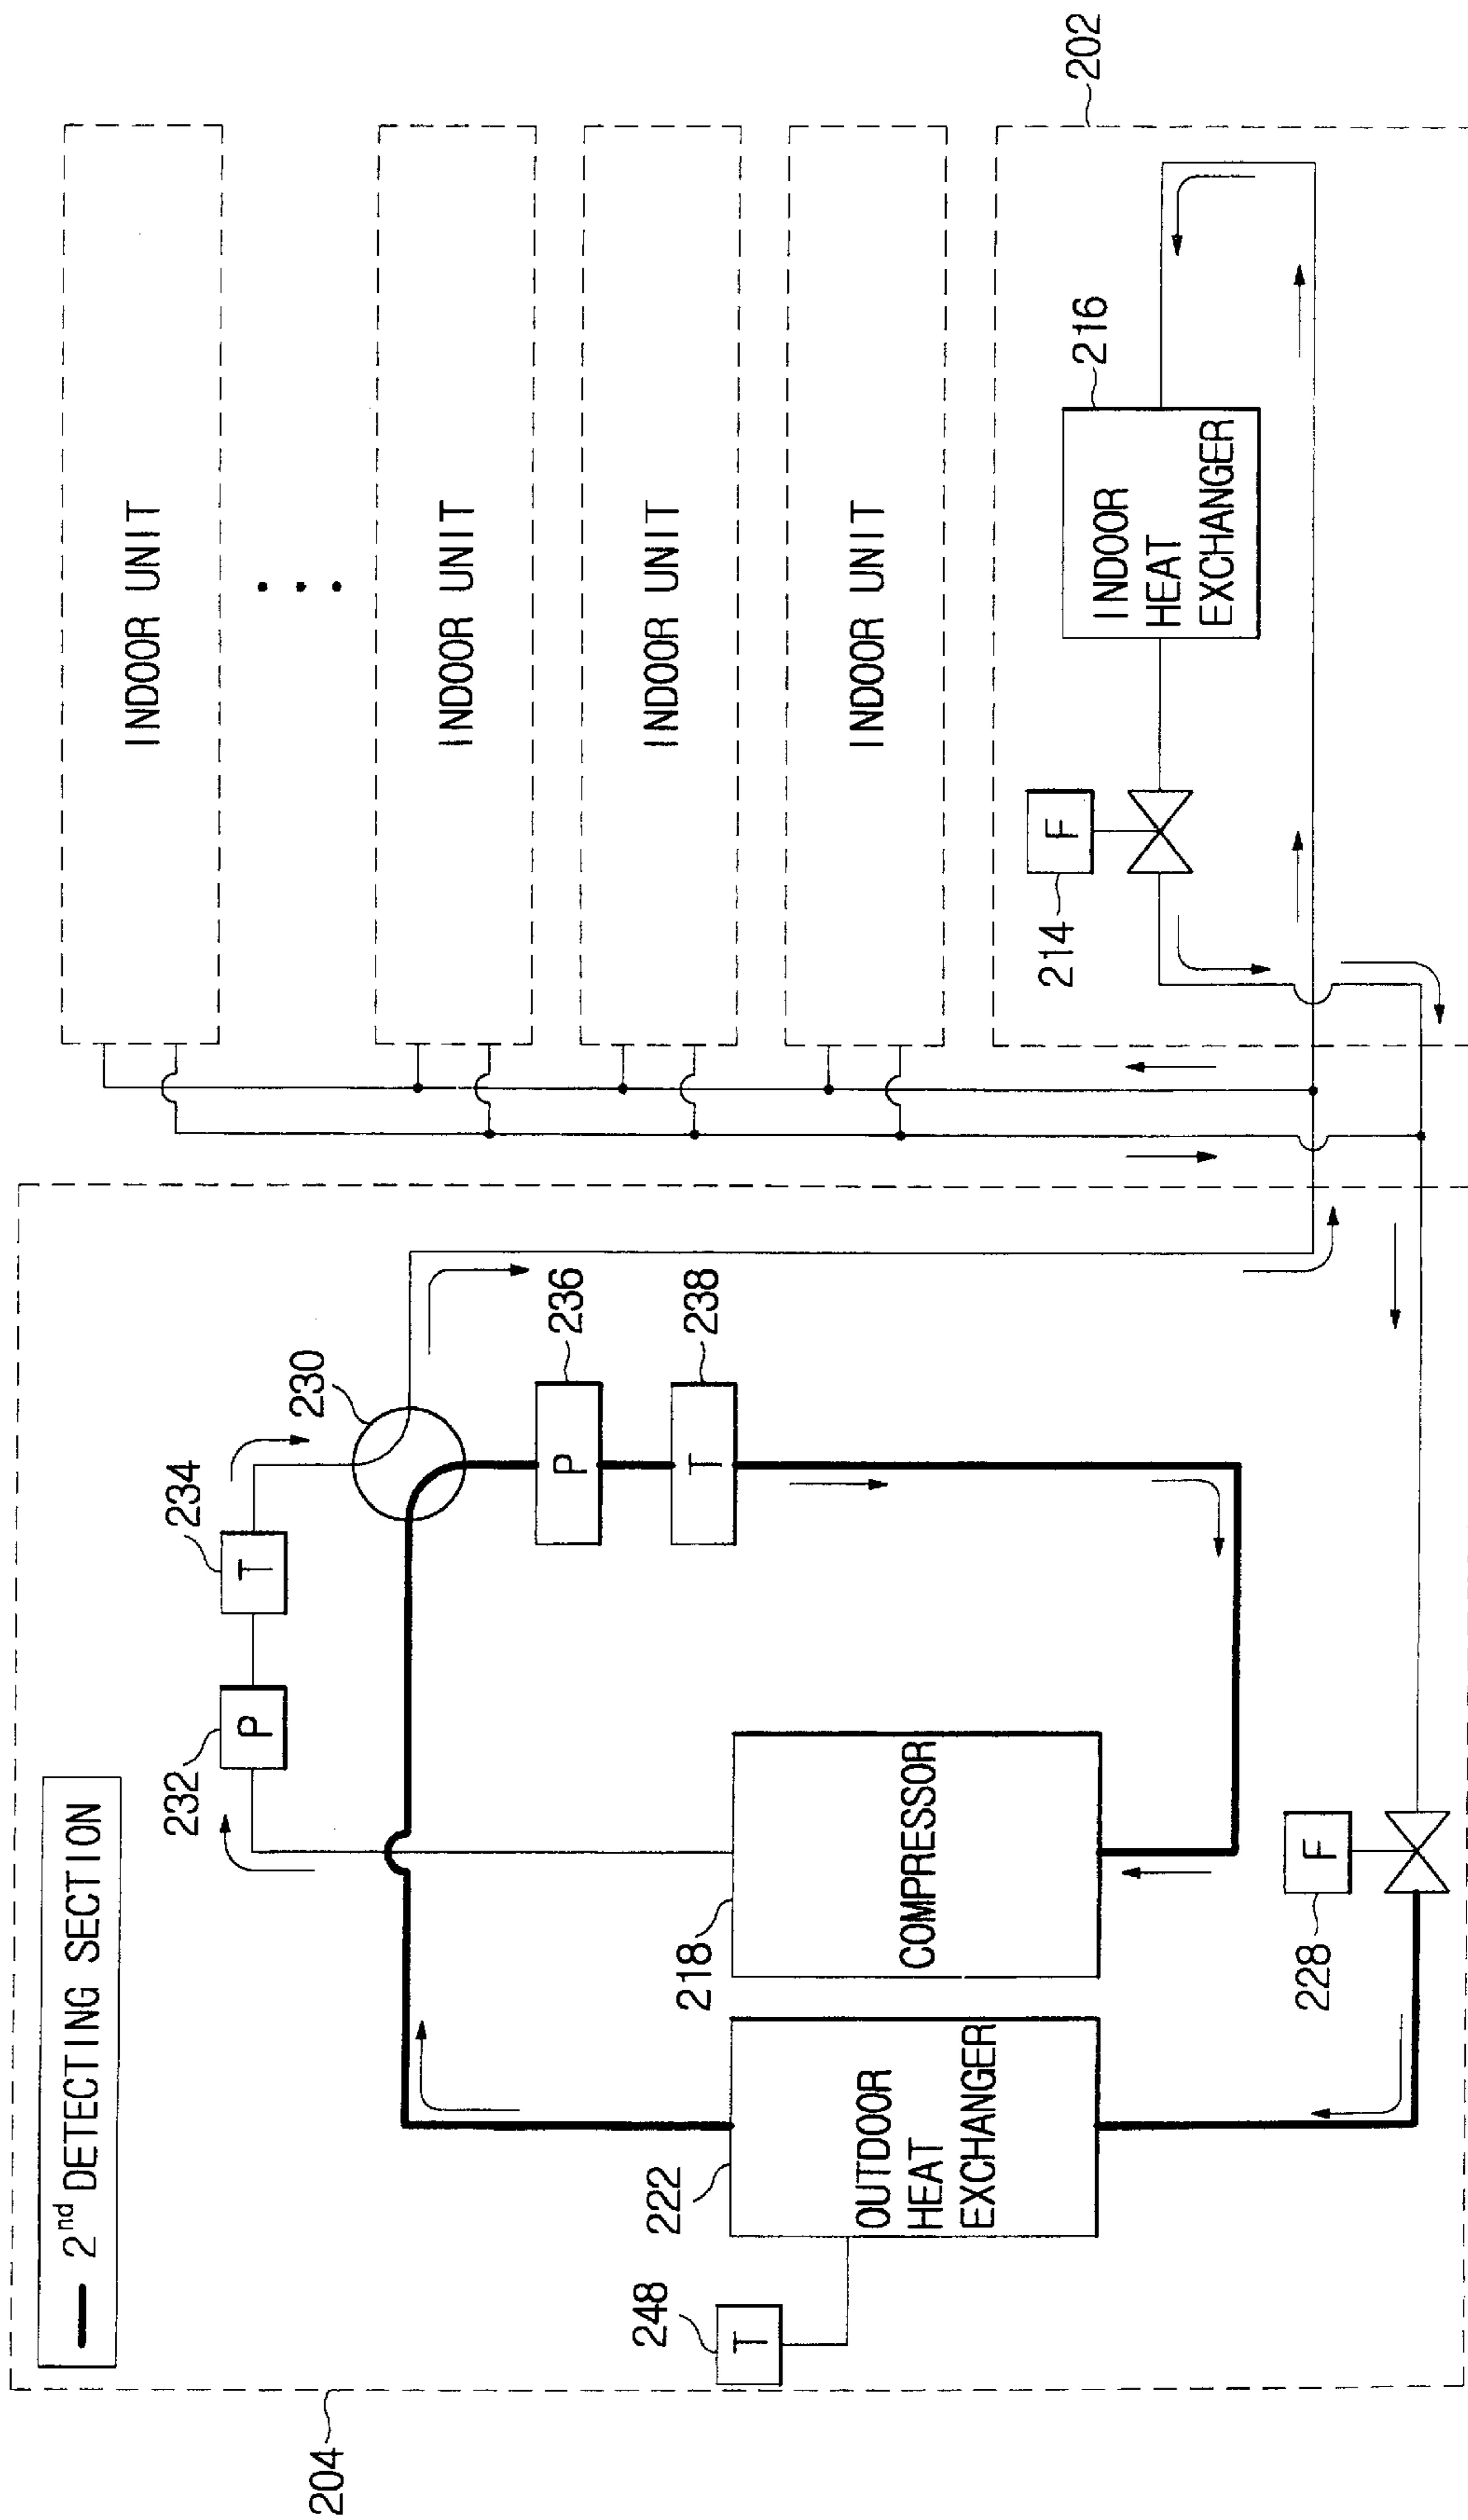 2nd DETECTING SECTION
204
248
T
222
OUTDOOR
HEAT
EXCHANGER
218
COMPRESSOR
228
F
232
P
234
T
230
236
P
238
T
INDOOR UNIT
INDOOR UNIT
INDOOR UNIT
INDOOR UNIT
214
F
216
INDOOR
HEAT
EXCHANGER
202